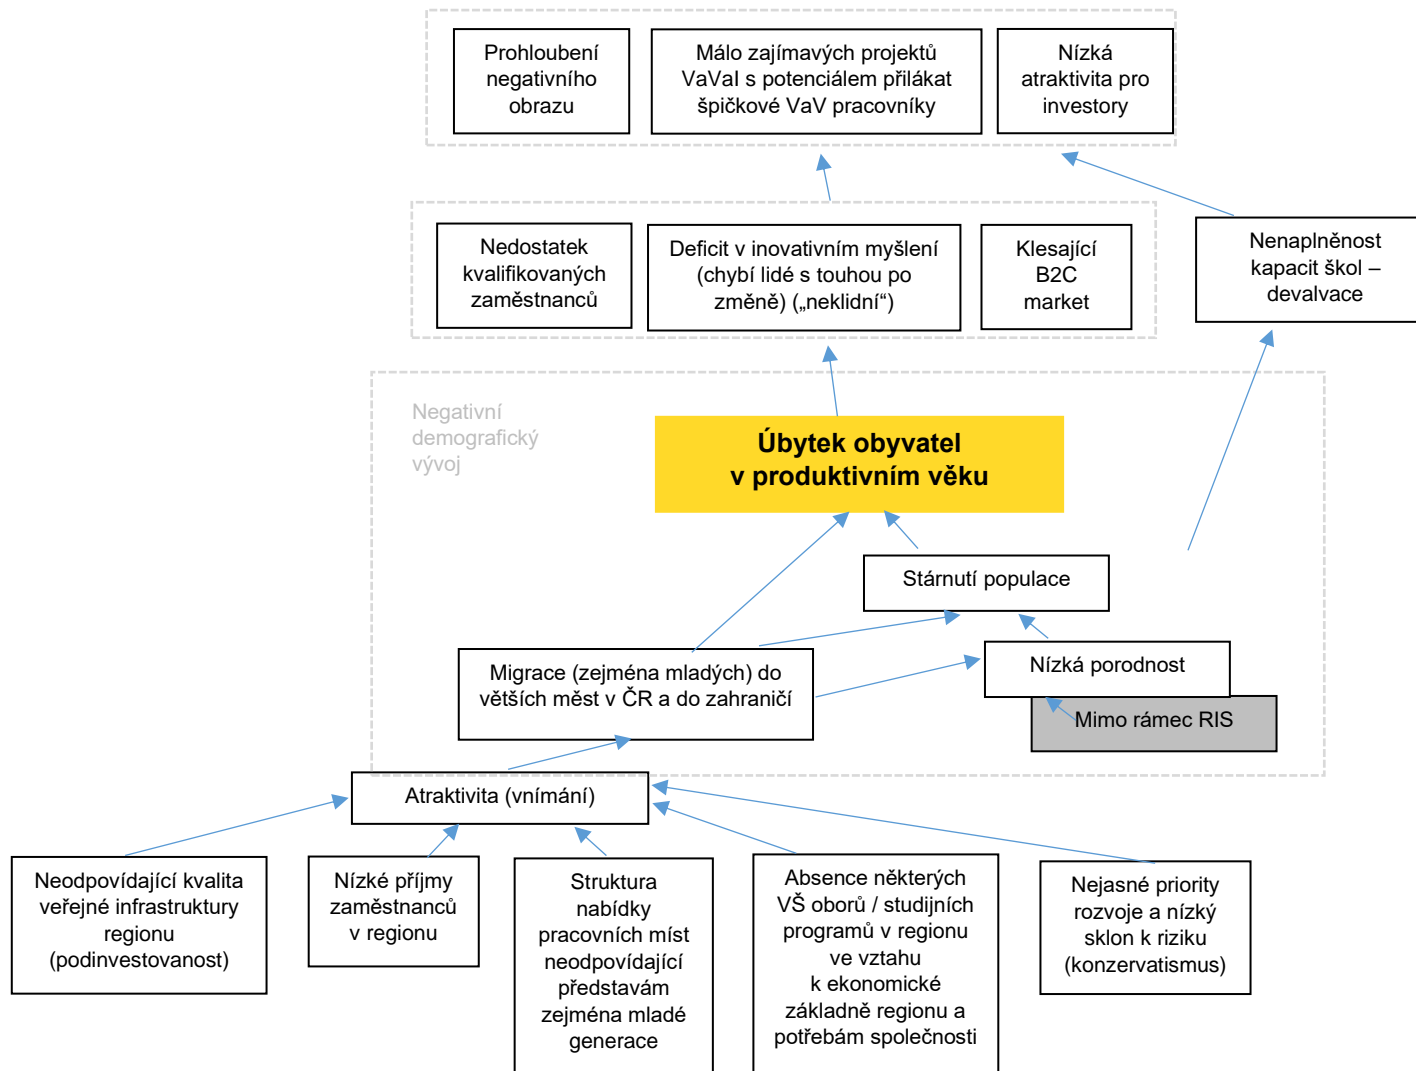 Prohloubení
negativního
obrazu
Málo zajímavých projektů
VaVaI s potenciálem přilákat
špičkové VaV pracovníky
Nízká
atraktivita pro
investory
Nedostatek
kvalifikovaných
zaměstnanců
Deficit v inovativním myšlení
(chybí lidé s touhou po
změně) („neklidní“)
Klesající
B2C
market
Nenaplněnost
kapacit škol –
devalvace
Negativní
demografický
vývoj
Úbytek obyvatel
v produktivním věku
Stárnutí populace
Migrace (zejména mladých) do
větších měst v ČR a do zahraničí
Nízká porodnost
Mimo rámec RIS
Atraktivita (vnímání)
Neodpovídající kvalita
veřejné infrastruktury
regionu
(podinvestovanost)
Nízké příjmy
zaměstnanců
v regionu
Struktura
nabídky
pracovních míst
neodpovídající
představám
zejména mladé
generace
Absence některých
VŠ oborů / studijních
programů v regionu
ve vztahu
k ekonomické
základně regionu a
potřebám společnosti
Nejasné priority
rozvoje a nízký
sklon k riziku
(konzervatismus)